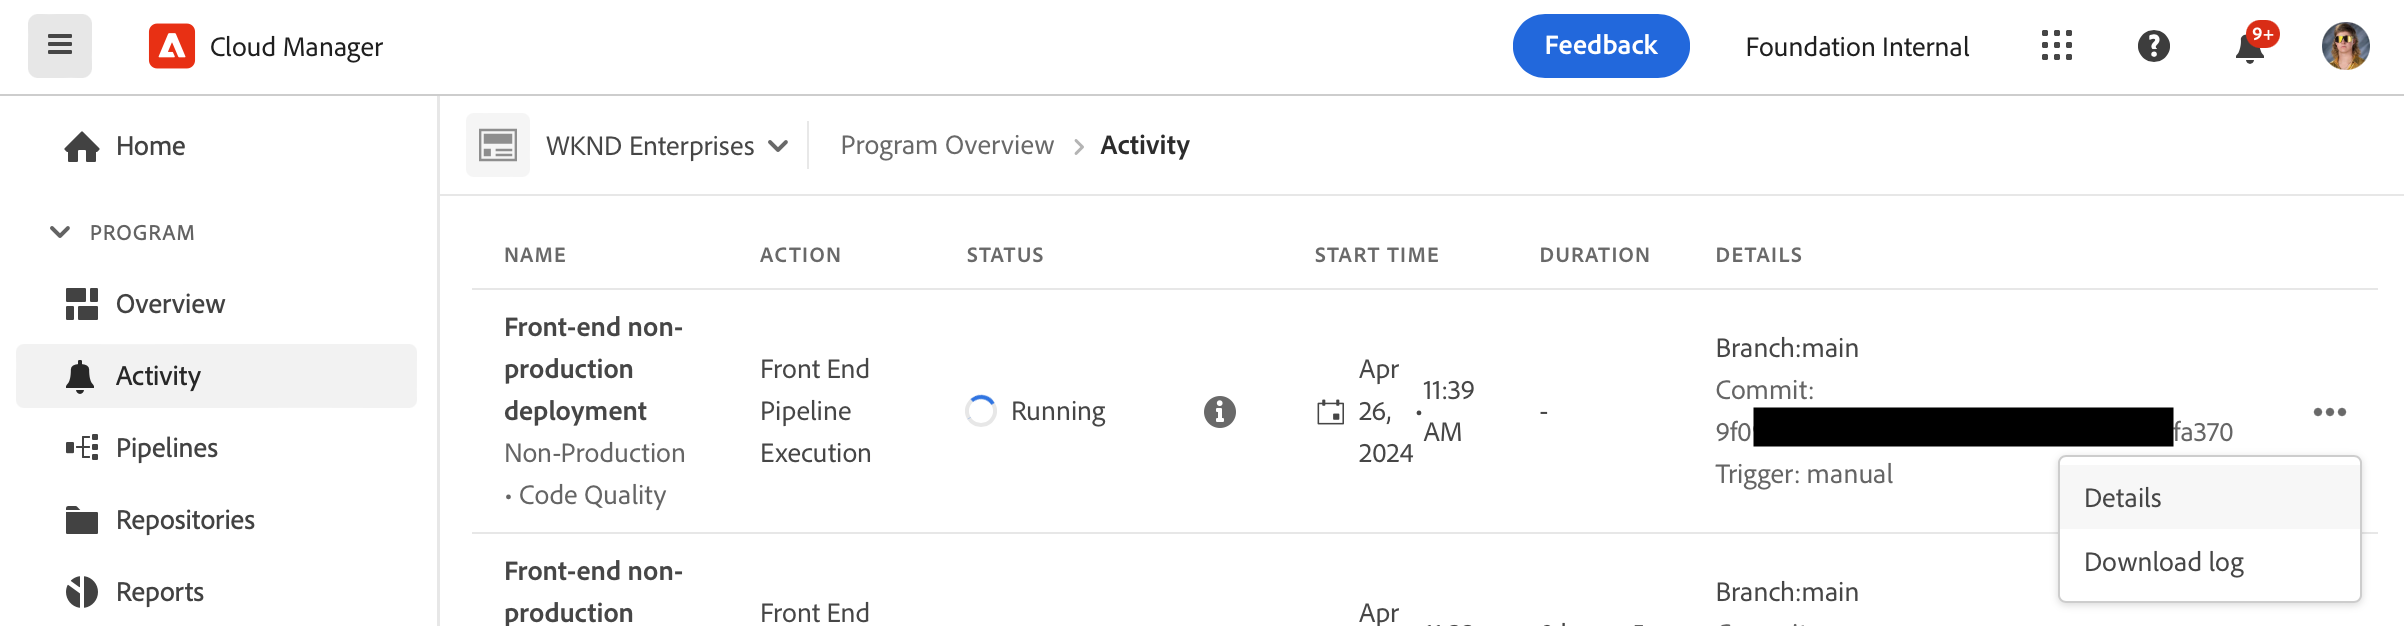 Cloud Manager
Feedback
Foundation Internal
9+
Home
PROGRAM
Overview
Activity
Pipelines
Repositories
Reports
WKND Enterprises
Program Overview > Activity
NAME ACTION STATUS START TIME DURATION DETAILS
Front-end non-
production
deployment
Non-Production
• Code Quality
Front End
Pipeline
Execution
Running
Apr
26,
2024
• 11:39
AM
-
Branch:main
Commit:
9f0 fa370
Trigger: manual
Details
Download log
Front-end non-
production
Front End
Apr
Branch:main